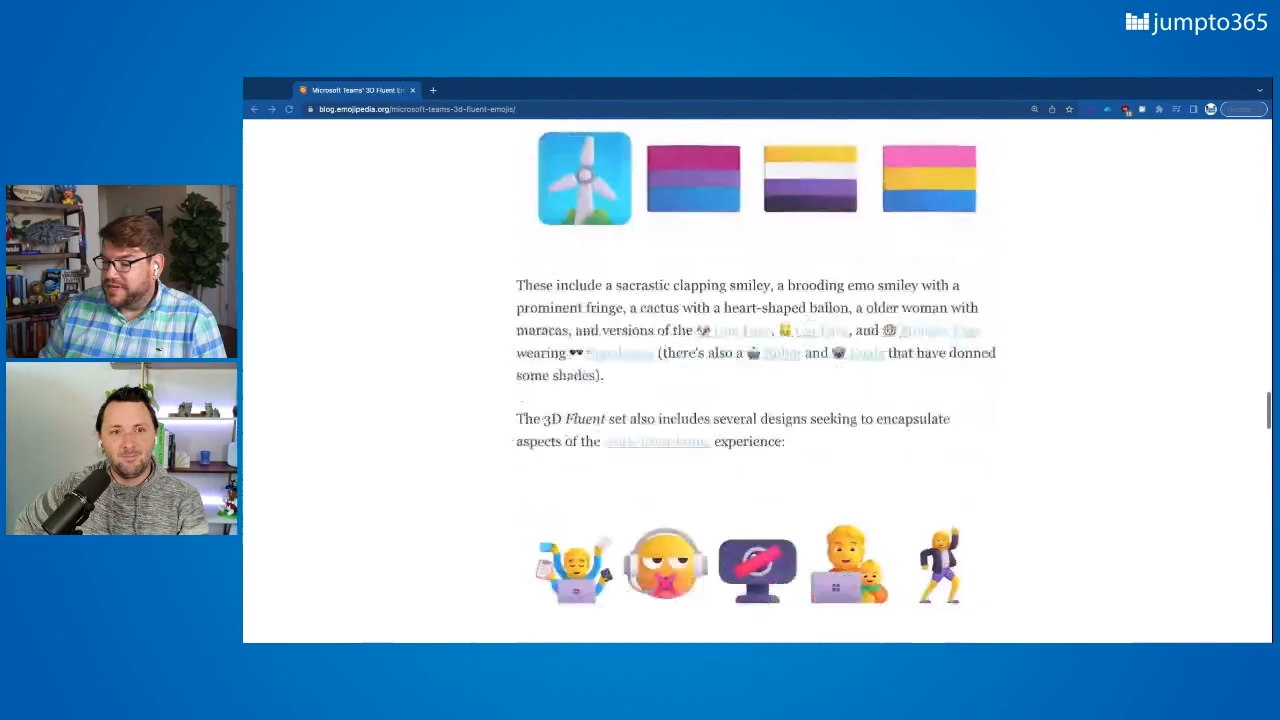 jumpto365
Microsoft Teams' 3D Fluent Em
blog.emojipedia.org/microsoft-teams-3d-fluent-emojis/
These include a sacrastic clapping smiley, a brooding emo smiley with a
prominent fringe, a cactus with a heart-shaped ballon, a older woman with
maracas, and versions of the , and
wearing (there's also a and that have donned
some shades).
The 3D Fluent set also includes several designs seeking to encapsulate
aspects of the experience: